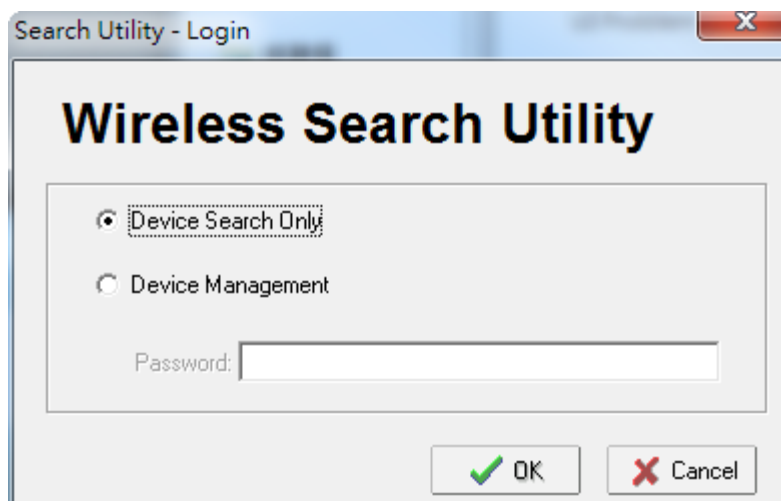 Search Utility - Login
Wireless Search Utility
Device Search Only
Device Management
Password:
OK
Cancel